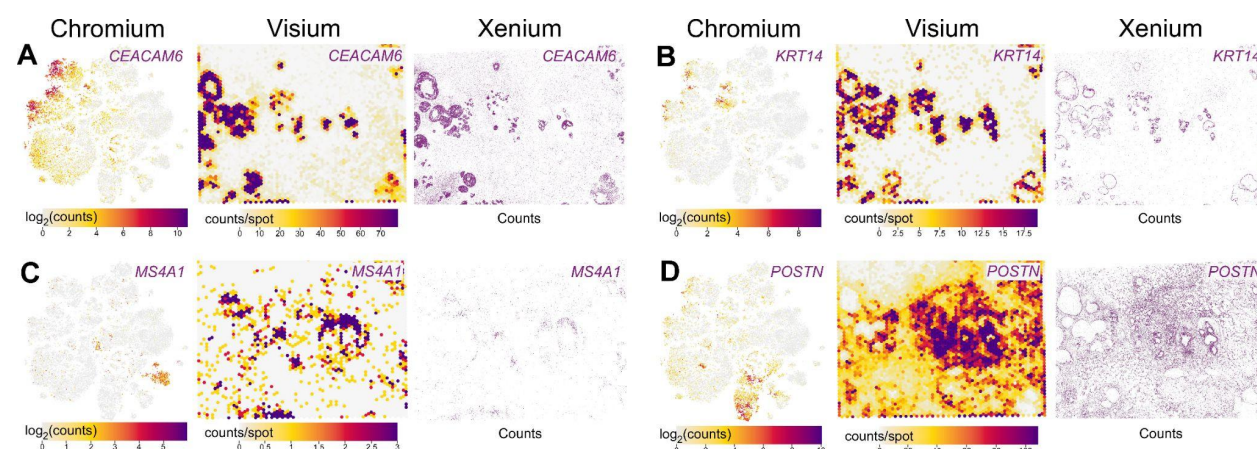 Chromium Visium Xenium Chromium Visium Xenium
A CEACAM6 CEACAM6 CEACAM6 B KRT14 KRT14 KRT14
log2(counts) counts/spot log2(counts) counts/spot
0 2 4 6 8 10 0 10 20 30 40 50 60 70 Counts 0 2 4 6 8 0 2.5 5 7.5 10 12.5 15 17.5 Counts
C MS4A1 MS4A1 MS4A1 D POSTN POSTN POSTN
log2(counts) counts/spot Counts log2(counts) counts/spot Counts
0 1 2 3 4 5 0 0.5 1 1.5 2 2.5 3